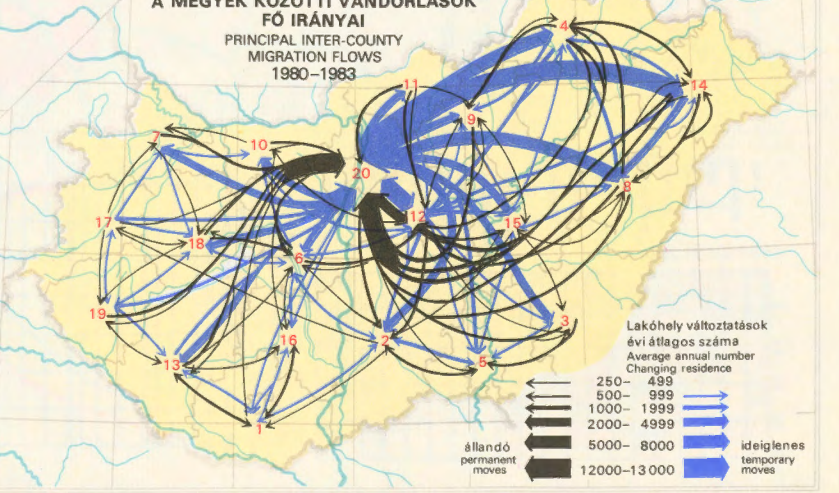 A MEGYÉK KÖZÖTTI VÁNDORLÁSOK
FŐ IRÁNYAI
PRINCIPAL INTER-COUNTY
MIGRATION FLOWS
1980–1983
4
14
11
9
7
10
20
8
12
17
15
18
6
19
3
16
2
13
5
1
Lakóhely változtatások
évi átlagos száma
Average annual number
Changing residence
250– 499
500– 999
1000– 1999
2000– 4999
5000– 8000
12000–13000
állandó
permanent
moves
ideiglenes
temporary
moves